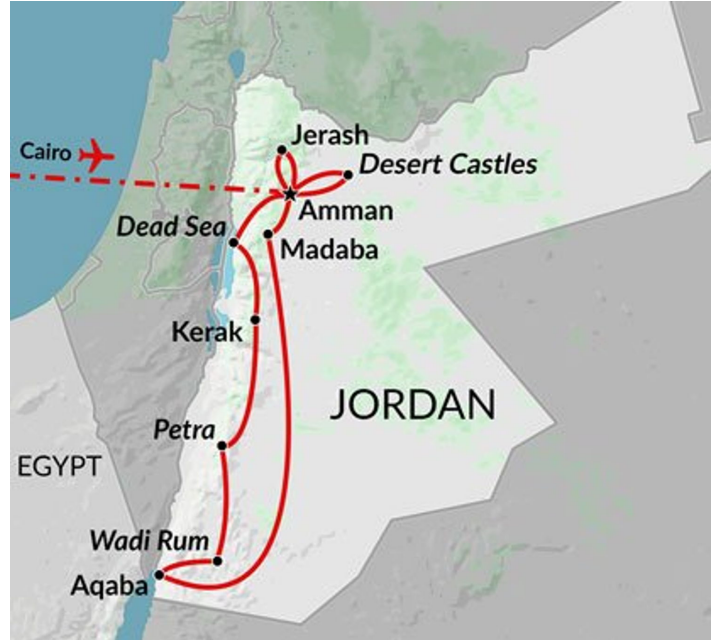 Jerash
Cairo
Desert Castles
Amman
Dead Sea
Madaba
Kerak
JORDAN
Petra
EGYPT
Wadi Rum
Aqaba